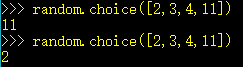 >>> random.choice([2,3,4,11])
11
>>> random.choice([2,3,4,11])
2